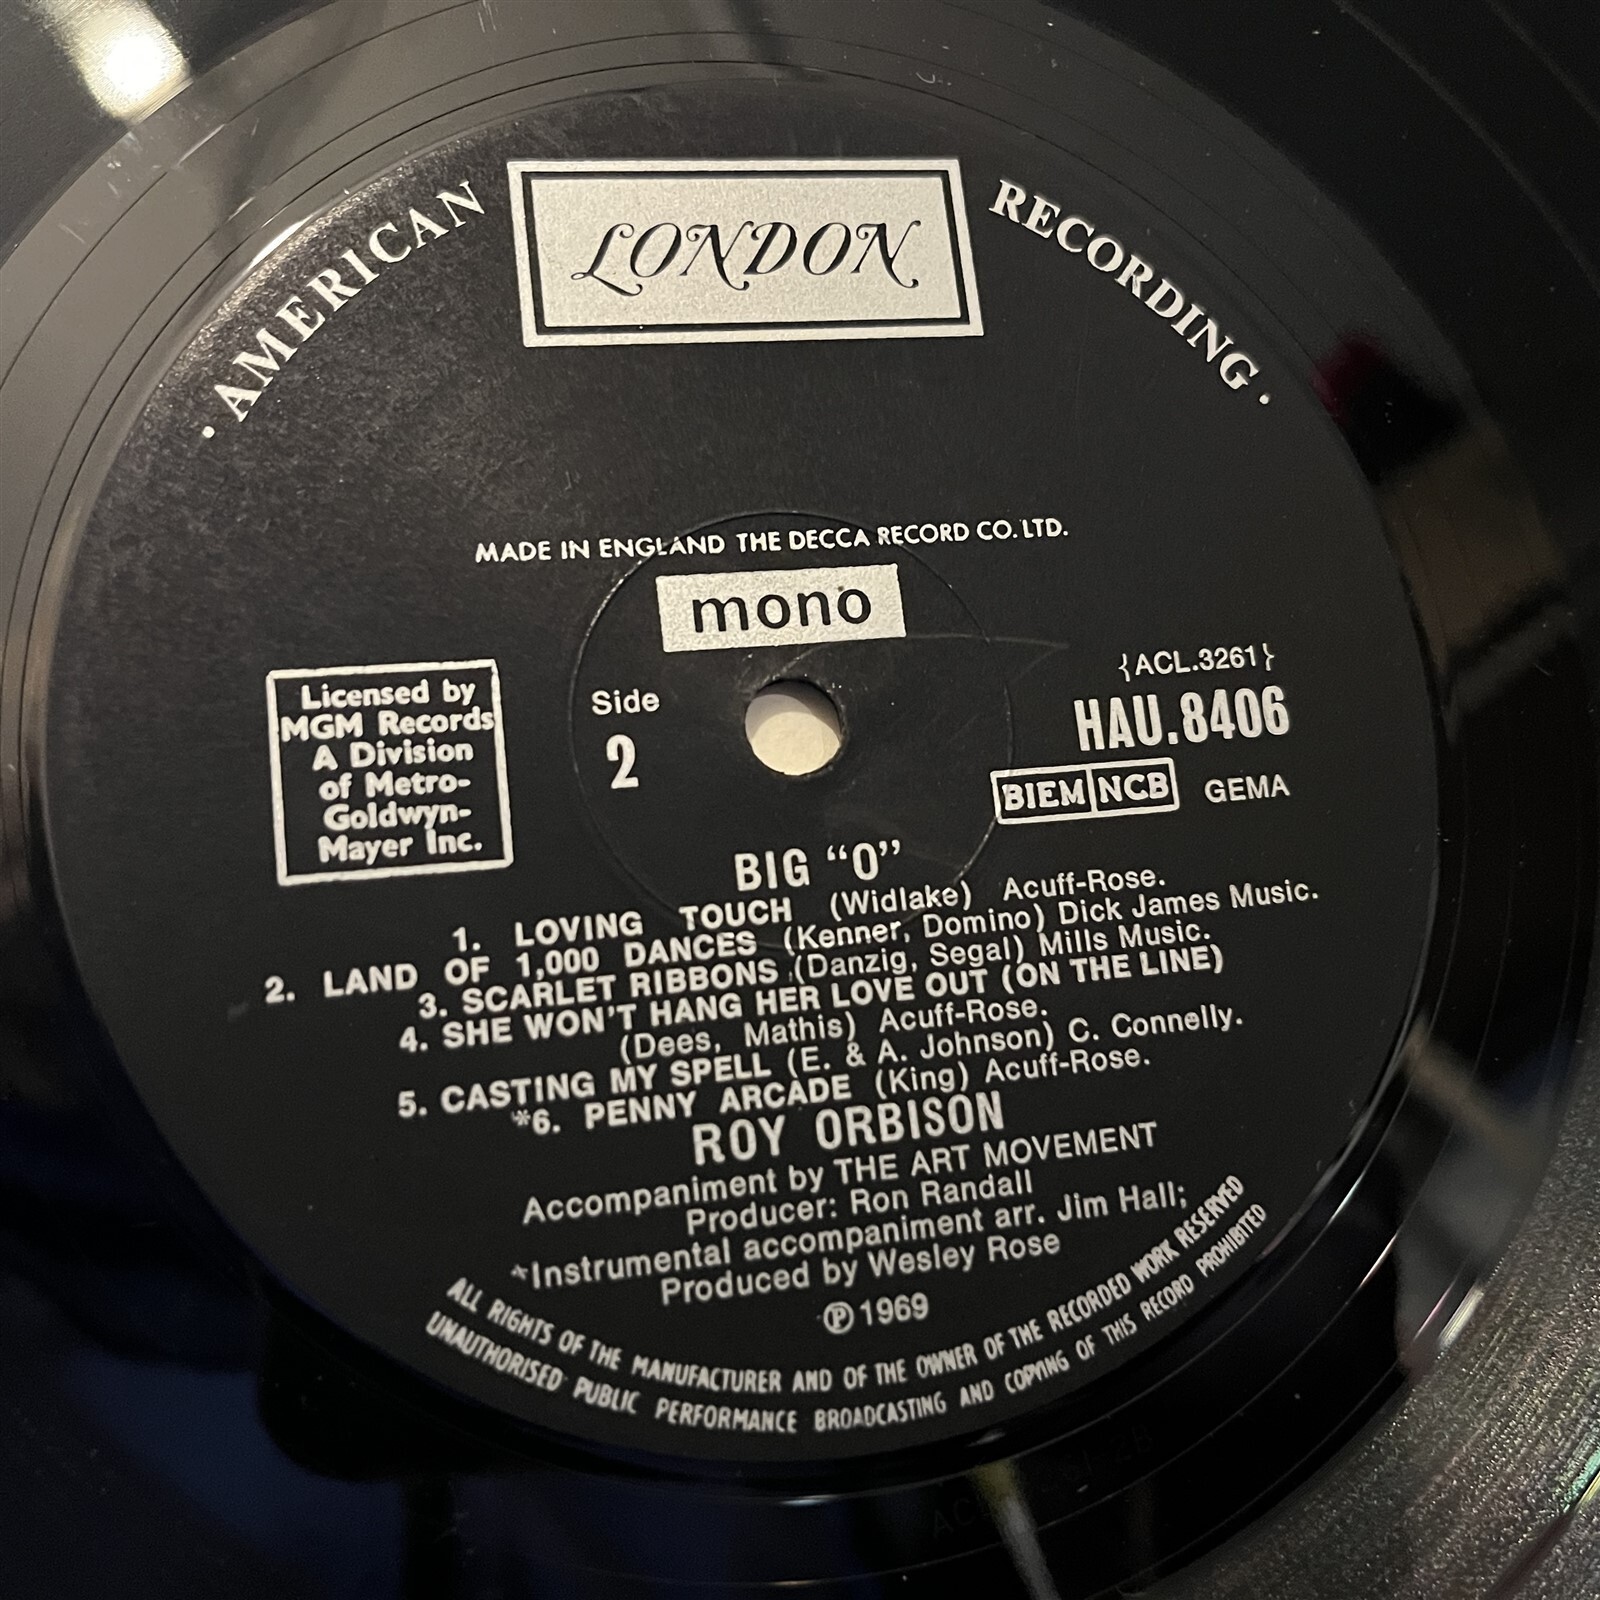 · AMERICAN LONDON RECORDING ·
MADE IN ENGLAND THE DECCA RECORD CO. LTD.
mono
Licensed by
MGM Records
A Division
of Metro-
Goldwyn-
Mayer Inc.
Side
2
{ACL.3261}
HAU.8406
BIEM NCB GEMA
BIG “O”
1. LOVING TOUCH (Widlake) Acuff-Rose.
2. LAND OF 1,000 DANCES (Kenner, Domino) Dick James Music.
3. SCARLET RIBBONS (Danzig, Segal) Mills Music.
4. SHE WON'T HANG HER LOVE OUT (ON THE LINE)
(Dees, Mathis) Acuff-Rose.
5. CASTING MY SPELL (E. & A. Johnson) C. Connelly.
*6. PENNY ARCADE (King) Acuff-Rose.
ROY ORBISON
Accompaniment by THE ART MOVEMENT
Producer: Ron Randall
*Instrumental accompaniment arr. Jim Hall;
Produced by Wesley Rose
℗ 1969
ALL RIGHTS OF THE MANUFACTURER AND OF THE OWNER OF THE RECORDED WORK RESERVED
UNAUTHORISED PUBLIC PERFORMANCE BROADCASTING AND COPYING OF THIS RECORD PROHIBITED